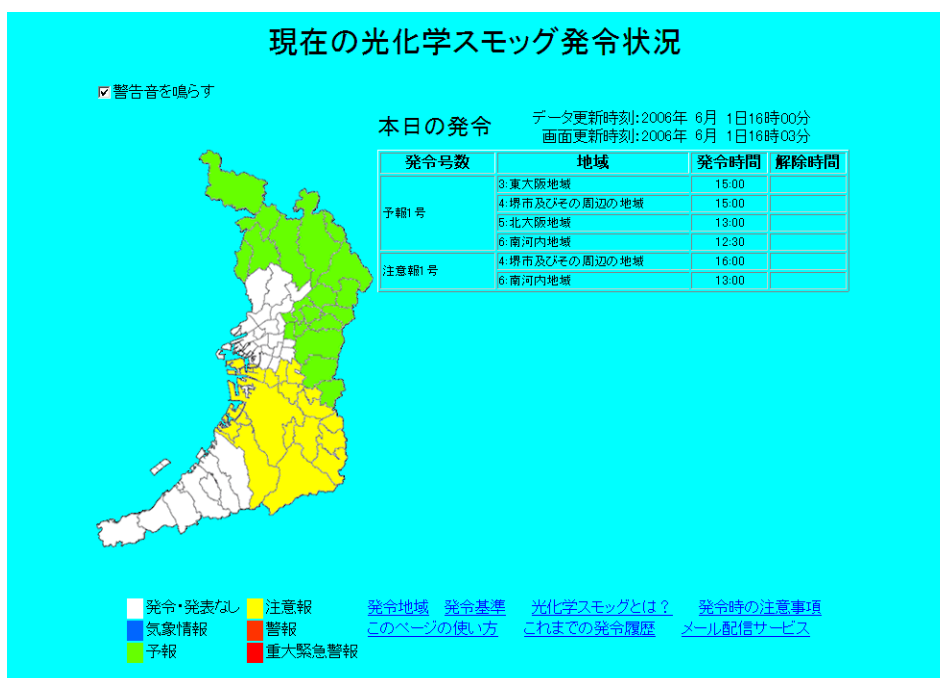 現在の光化学スモッグ発令状況
警告音を鳴らす
本日の発令
データ更新時刻:2006年 6月 1日16時00分
画面更新時刻:2006年 6月 1日16時03分
発令号数 地域 発令時間 解除時間
予報1号
3:東大阪地域 15:00
4:堺市及びその周辺の地域 15:00
5:北大阪地域 13:00
6:南河内地域 12:30
注意報1号
4:堺市及びその周辺の地域 16:00
6:南河内地域 13:00
発令・発表なし 注意報
気象情報 警報
予報 重大緊急警報
発令地域 発令基準 光化学スモッグとは? 発令時の注意事項
このページの使い方 これまでの発令履歴 メール配信サービス